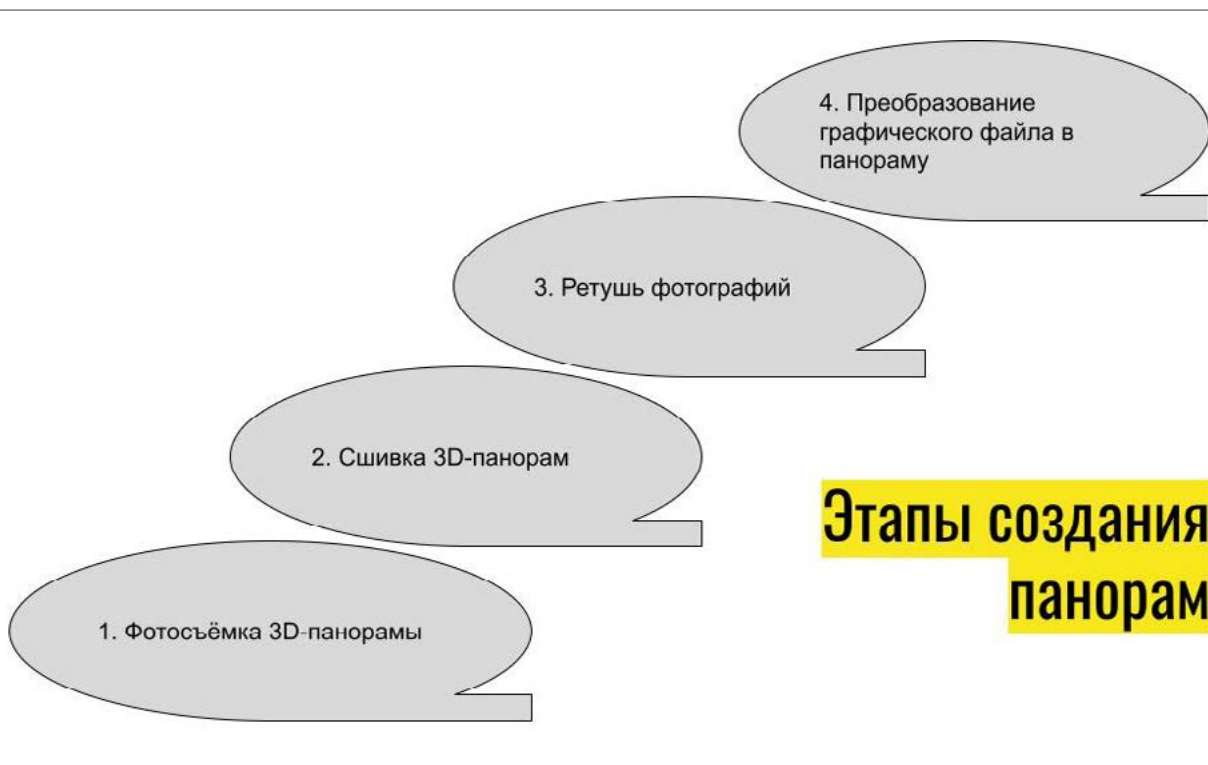 4. Преобразование
графического файла в
панораму
3. Ретушь фотографий
2. Сшивка 3D-панорам
1. Фотосъёмка 3D-панорамы
Этапы создания
панорам